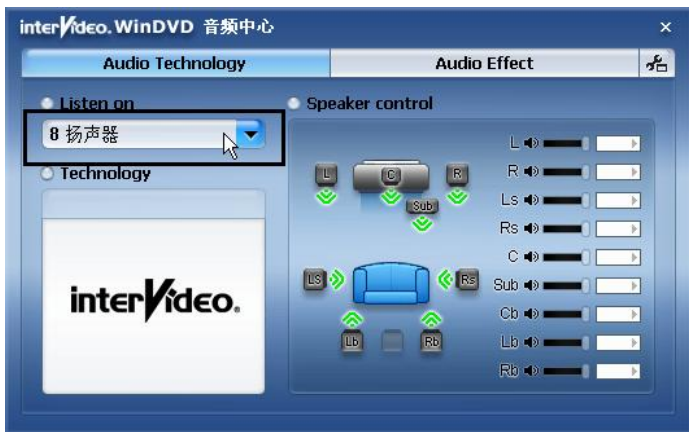 interVideo. WinDVD 音频中心
Audio Technology
Audio Effect
Listen on
8 扬声器
Technology
interVideo.
Speaker control
L
C
R
Sub
LS
Rs
Lb
Rb
L
R
Ls
Rs
C
Sub
Cb
Lb
Rb